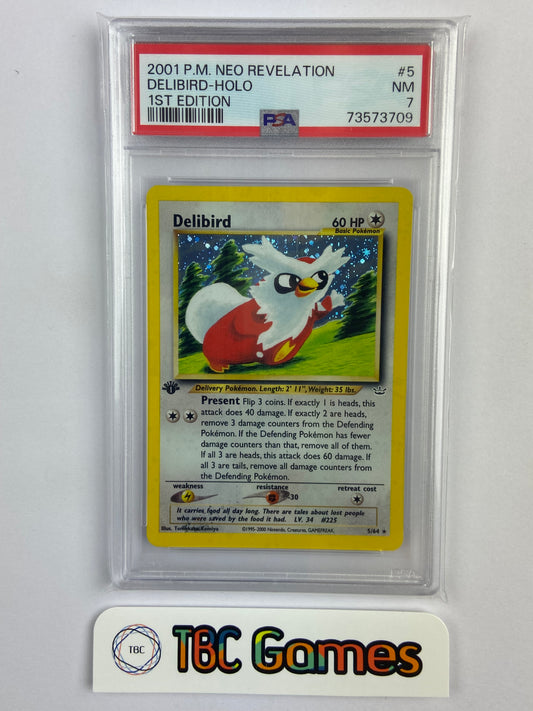 2001 P.M. NEO REVELATION #5
DELIBIRD-HOLO NM
1ST EDITION 7
PSA 73573709
Delibird 60 HP
Basic Pokémon
EDITION
1
Delivery Pokémon. Length: 2' 11", Weight: 35 lbs.
Present Flip 3 coins. If exactly 1 is heads, this
attack does 40 damage. If exactly 2 are heads,
remove 3 damage counters from the Defending
Pokémon. If the Defending Pokémon has fewer
damage counters than that, remove all of them.
If all 3 are heads, this attack does 60 damage. If
all 3 are tails, remove all damage counters from
the Defending Pokémon.
weakness resistance retreat cost
-30
It carries food all day long. There are tales about lost people
who were saved by the food it had. LV. 34 #225
Illus. Tomokazu Komiya ©1995-2000 Nintendo, Creatures, GAMEFREAK. 5/64 ★
TBC TBC Games